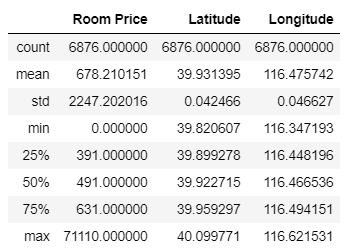 Room Price Latitude Longitude
count 6876.000000 6876.000000 6876.000000
mean 678.210151 39.931395 116.475742
std 2247.202016 0.042466 0.046627
min 0.000000 39.820607 116.347193
25% 391.000000 39.899278 116.448196
50% 491.000000 39.922715 116.466536
75% 631.000000 39.959297 116.494151
max 71110.000000 40.099771 116.621531